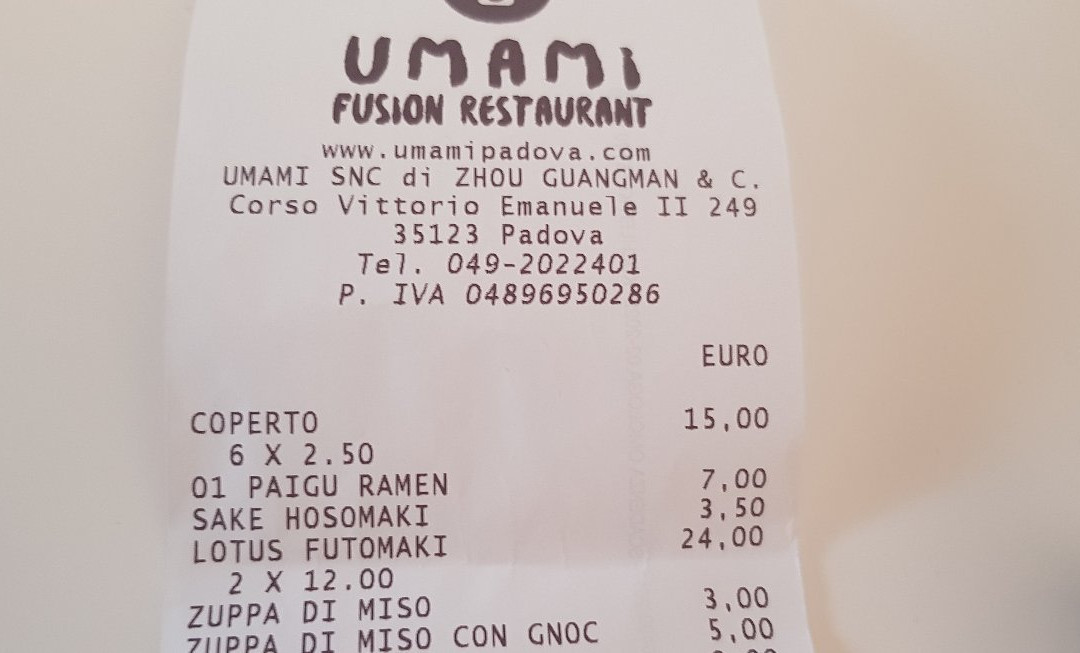 UMAMi
FUSION RESTAURANT
www.umamipadova.com
UMAMI SNC di ZHOU GUANGMAN & C.
Corso Vittorio Emanuele II 249
35123 Padova
Tel. 049-2022401
P. IVA 04896950286
EURO
COPERTO 15,00
6 X 2.50
01 PAIGU RAMEN 7,00
SAKE HOSOMAKI 3,50
LOTUS FUTOMAKI 24,00
2 X 12.00
ZUPPA DI MISO 3,00
ZUPPA DI MISO CON GNOC 5,00